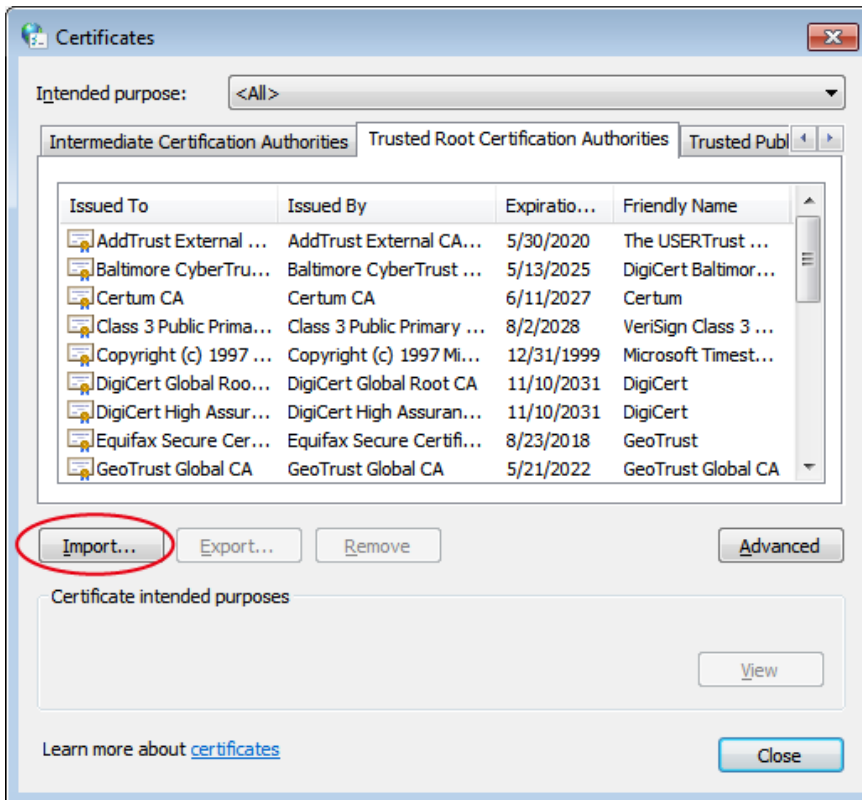 Certificates
Intended purpose: <All>
Intermediate Certification Authorities Trusted Root Certification Authorities Trusted Publ
Issued To Issued By Expiratio... Friendly Name
AddTrust External ... AddTrust External CA... 5/30/2020 The USERTrust ...
Baltimore CyberTru... Baltimore CyberTrust ... 5/13/2025 DigiCert Baltimor...
Certum CA Certum CA 6/11/2027 Certum
Class 3 Public Prima... Class 3 Public Primary ... 8/2/2028 VeriSign Class 3 ...
Copyright (c) 1997 ... Copyright (c) 1997 Mi... 12/31/1999 Microsoft Timest...
DigiCert Global Roo... DigiCert Global Root CA 11/10/2031 DigiCert
DigiCert High Assur... DigiCert High Assuran... 11/10/2031 DigiCert
Equifax Secure Cer... Equifax Secure Certifi... 8/23/2018 GeoTrust
GeoTrust Global CA GeoTrust Global CA 5/21/2022 GeoTrust Global CA
Import... Export... Remove Advanced
Certificate intended purposes
View
Learn more about certificates
Close